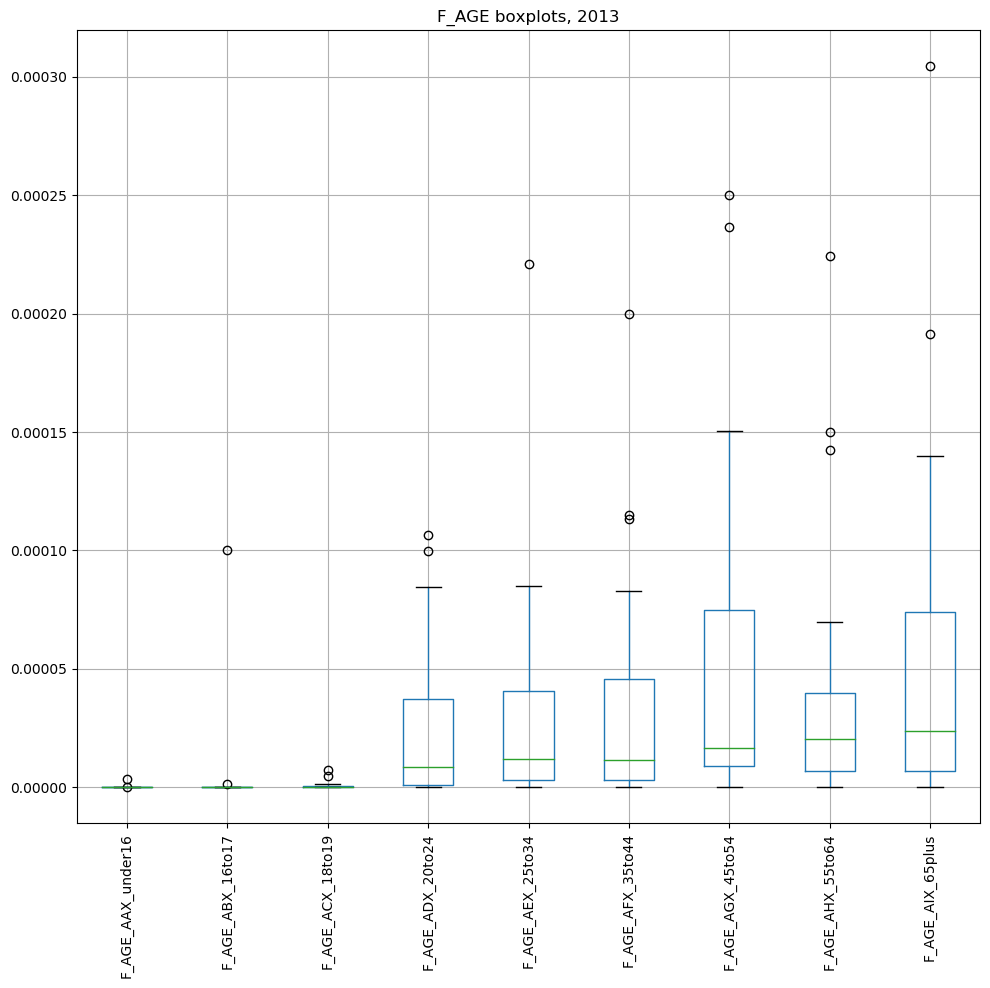 F_AGE boxplots, 2013
0.00030
0.00025
0.00020
0.00015
0.00010
0.00005
0.00000
F_AGE_AAX_under16
F_AGE_ABX_16to17
F_AGE_ACX_18to19
F_AGE_ADX_20to24
F_AGE_AEX_25to34
F_AGE_AFX_35to44
F_AGE_AGX_45to54
F_AGE_AHX_55to64
F_AGE_AIX_65plus